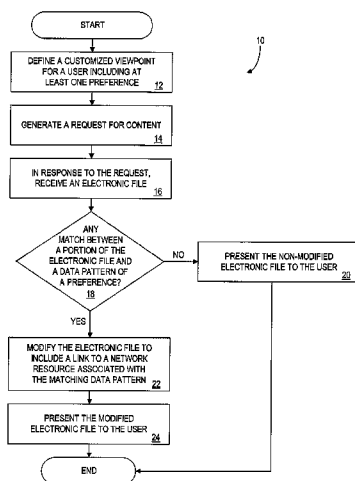 START
10
DEFINE A CUSTOMIZED VIEWPOINT
FOR A USER INCLUDING AT
LEAST ONE PREFERENCE
12
GENERATE A REQUEST FOR CONTENT
14
IN RESPONSE TO THE REQUEST,
RECEIVE AN ELECTRONIC FILE
16
ANY
MATCH BETWEEN
A PORTION OF THE
ELECTRONIC FILE AND
A DATA PATTERN OF
A PREFERENCE?
18
NO
PRESENT THE NON-MODIFIED
ELECTRONIC FILE TO THE USER
20
YES
MODIFY THE ELECTRONIC FILE TO
INCLUDE A LINK TO A NETWORK
RESOURCE ASSOCIATED WITH
THE MATCHING DATA PATTERN
22
PRESENT THE MODIFIED
ELECTRONIC FILE TO THE USER
24
END